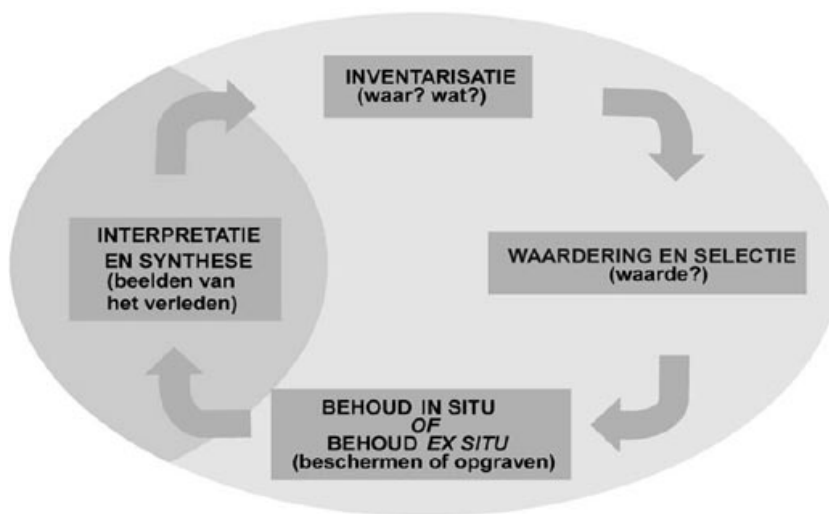 INVENTARISATIE
(waar? wat?)
WAARDERING EN SELECTIE
(waarde?)
BEHOUD IN SITU
OF
BEHOUD EX SITU
(beschermen of opgraven)
INTERPRETATIE
EN SYNTHESE
(beelden van
het verleden)